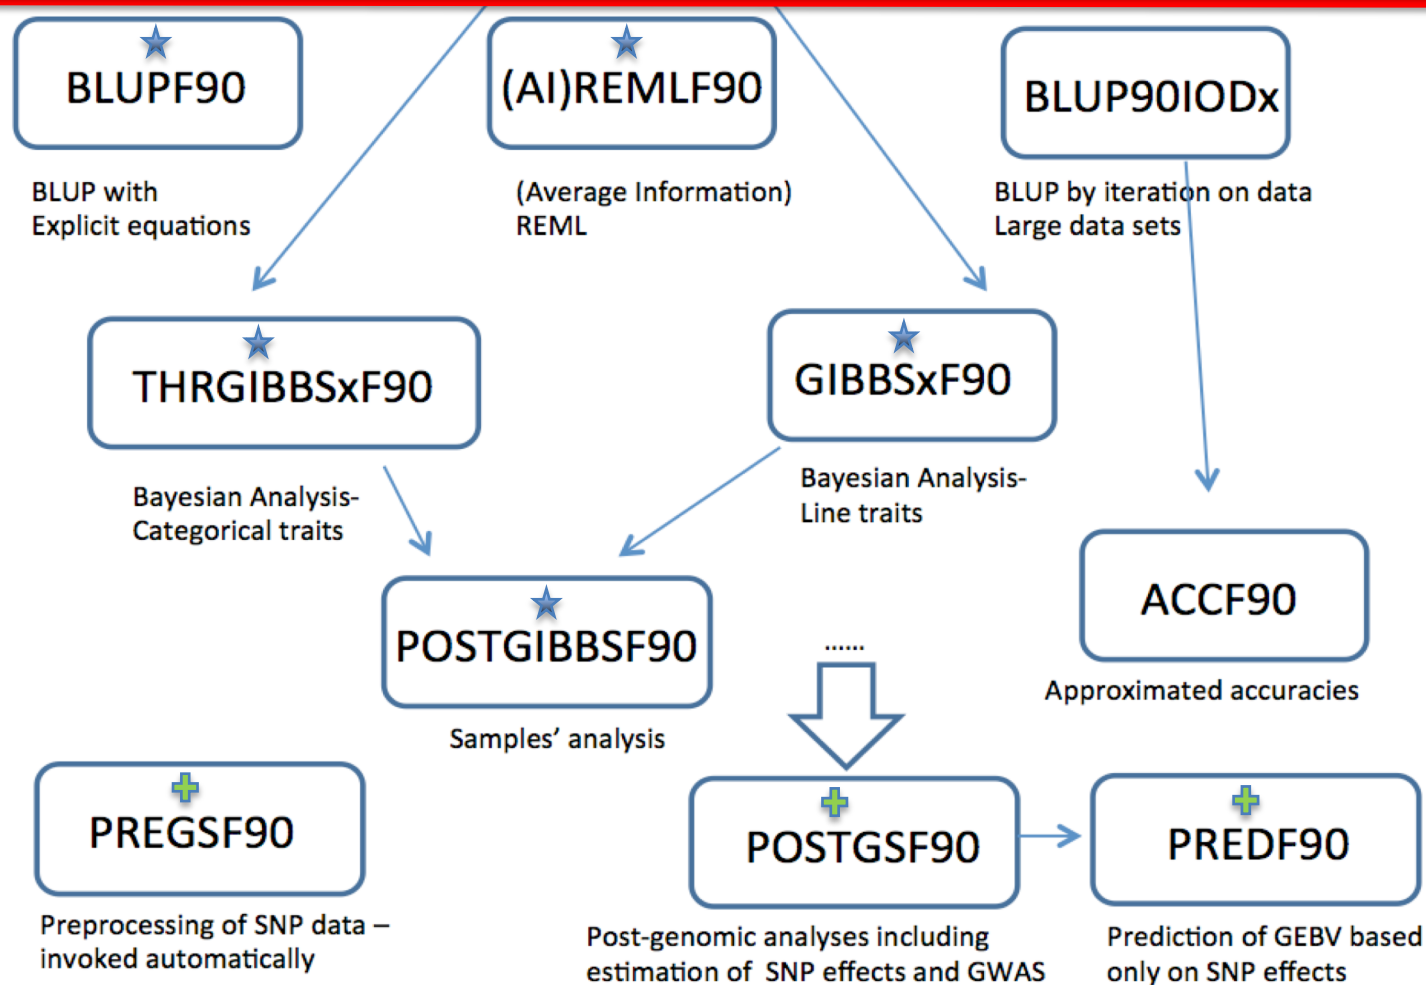 BLUPF90
(AI)REMLF90
BLUP90IODx
BLUP with
Explicit equations
(Average Information)
REML
BLUP by iteration on data
Large data sets
THRGIBBSxF90
GIBBSxF90
Bayesian Analysis-
Categorical traits
Bayesian Analysis-
Line traits
ACCF90
Approximated accuracies
POSTGIBBSF90
Samples’ analysis
......
PREGSF90
POSTGSF90
PREDF90
Preprocessing of SNP data –
invoked automatically
Post-genomic analyses including
estimation of SNP effects and GWAS
Prediction of GEBV based
only on SNP effects